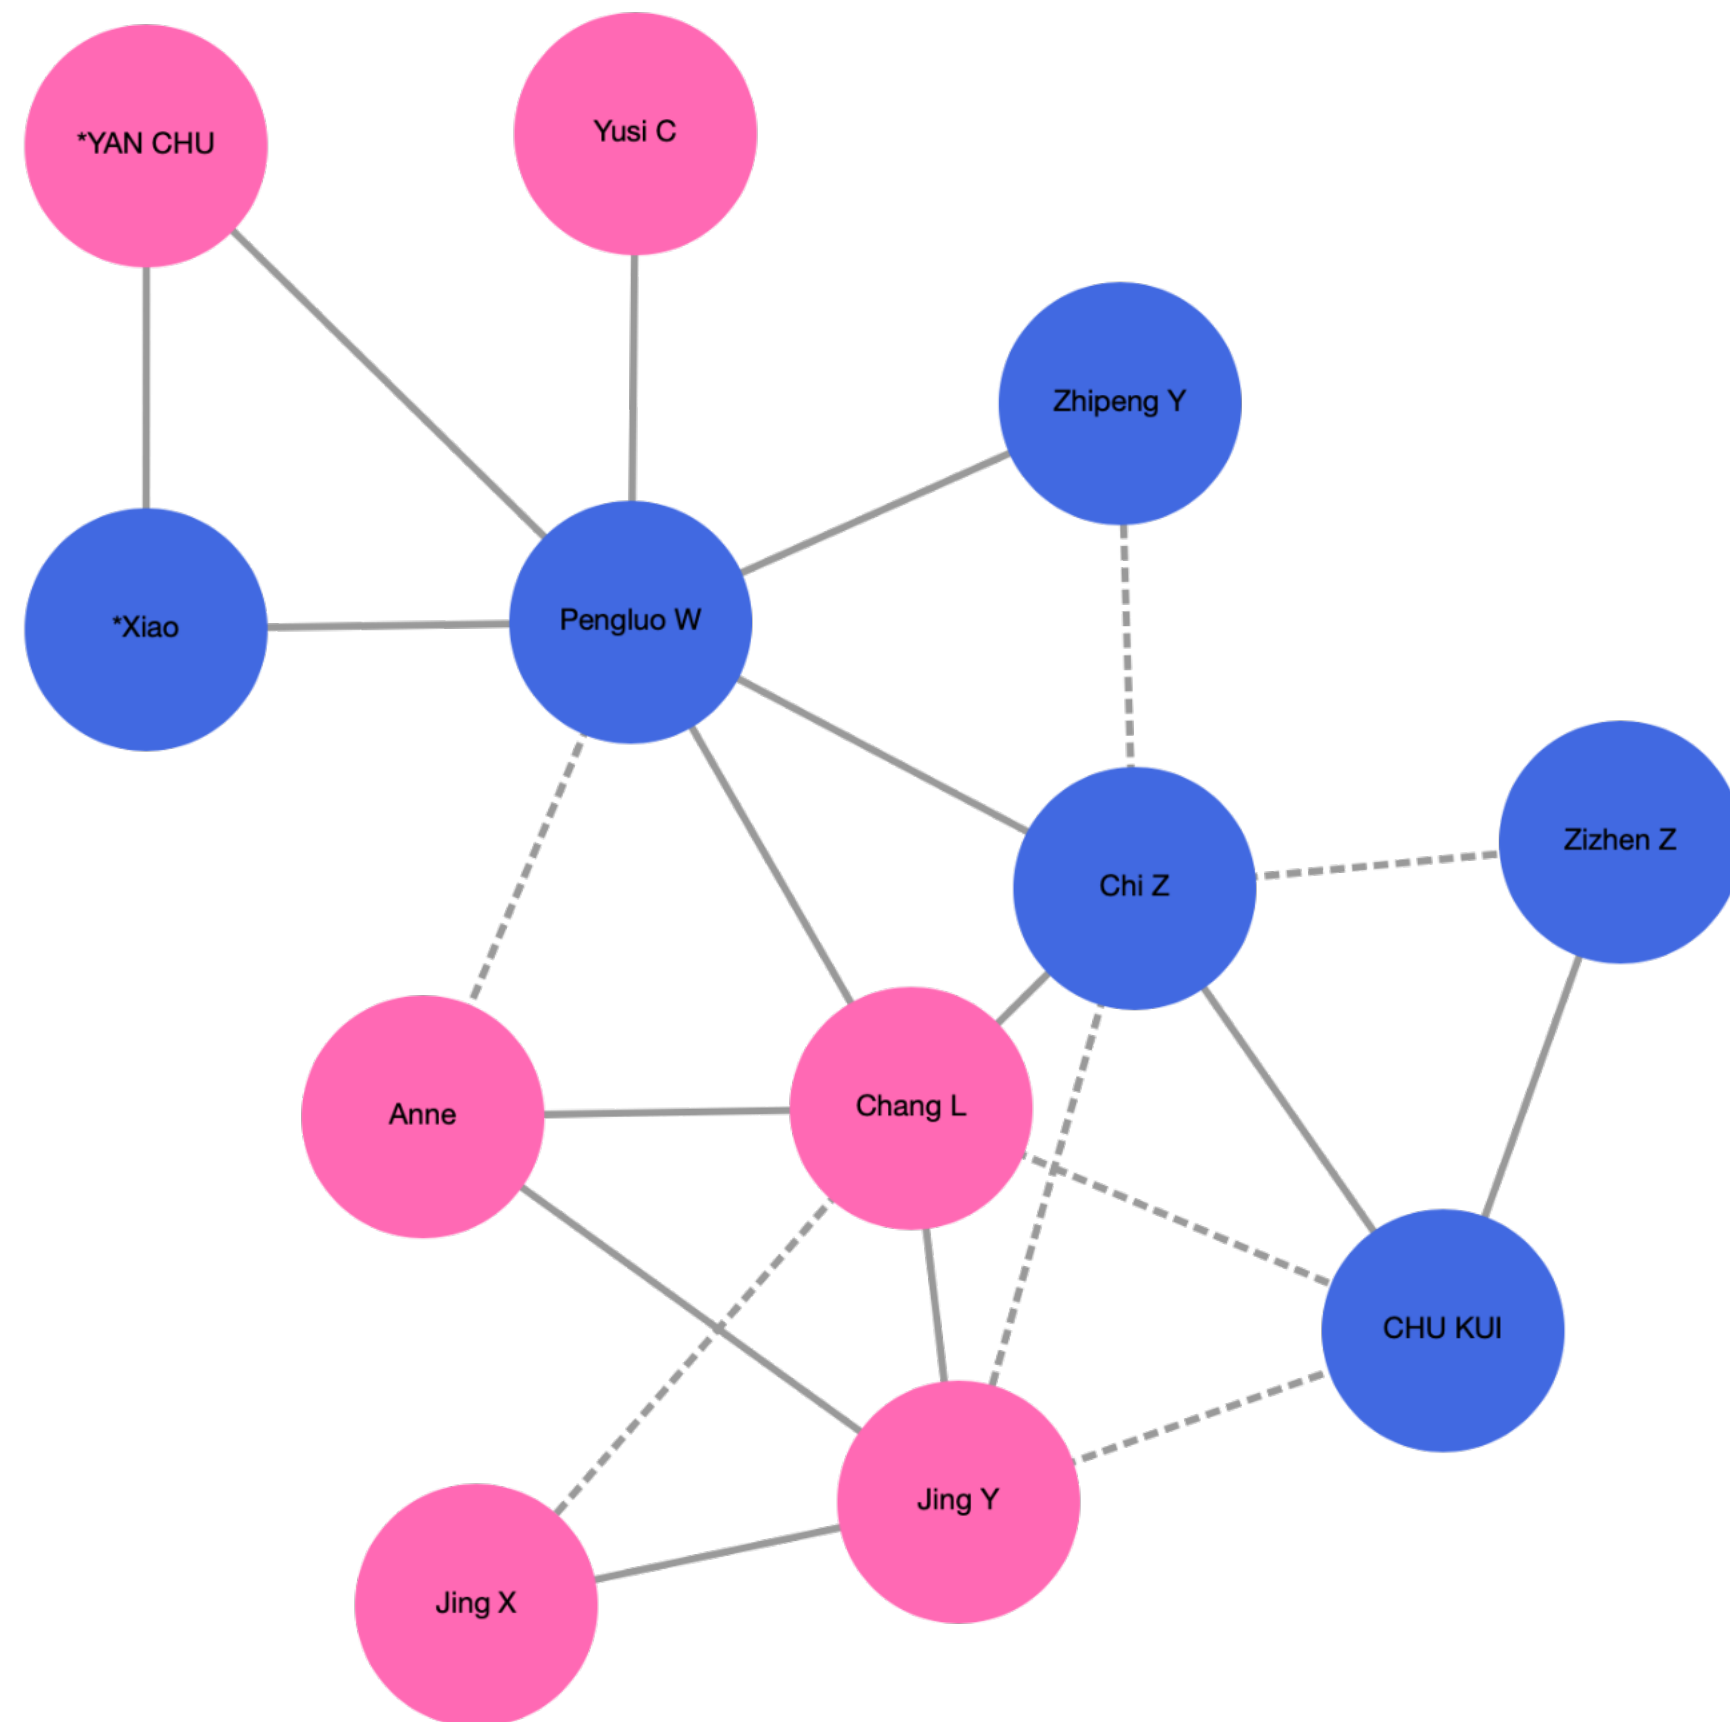 *YAN CHU
Yusi C
Zhipeng Y
*Xiao
Pengluo W
Zizhen Z
Chi Z
Anne
Chang L
CHU KUI
Jing Y
Jing X